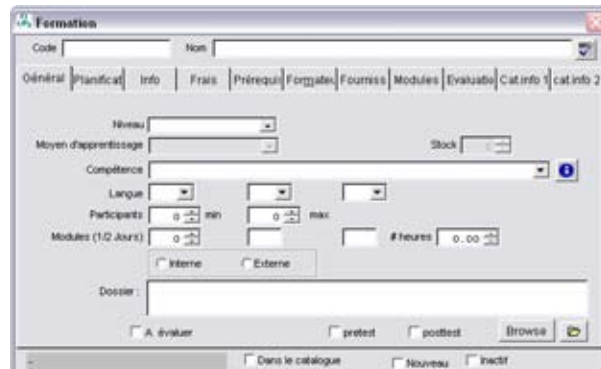 Formation
Code Nom
Général Planificat Info Frais Prérequis Formateu Fourniss Modules Evaluatio Cat.info 1 cat.info 2
Niveau
Moyen d'apprentissage Stock
Compétence
Langue
Participants 0 min 0 max
Modules (1/2 Jours) 0 # heures 0.00
Interne Externe
Dossier :
A évaluer pretest posttest Browse
- Dans le catalogue Nouveau Inactif